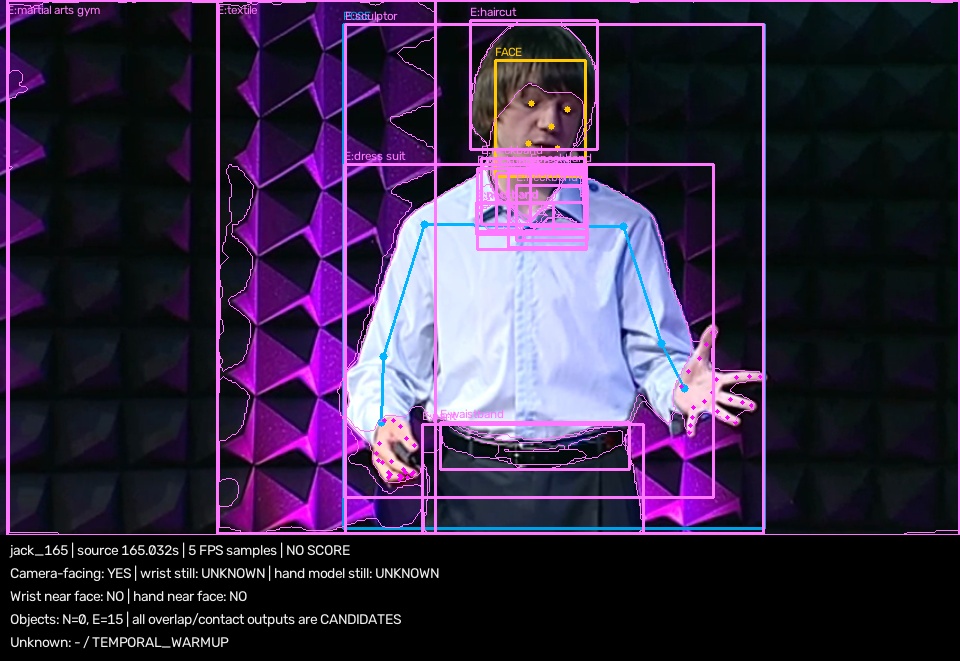 E:martial arts gym
E:textile
E:sculptor
E:haircut
FACE
E:dress suit
E:neckband
E:waistband
jack_165 | source 165.032s | 5 FPS samples | NO SCORE
Camera-facing: YES | wrist still: UNKNOWN | hand model still: UNKNOWN
Wrist near face: NO | hand near face: NO
Objects: N=0, E=15 | all overlap/contact outputs are CANDIDATES
Unknown: - / TEMPORAL_WARMUP